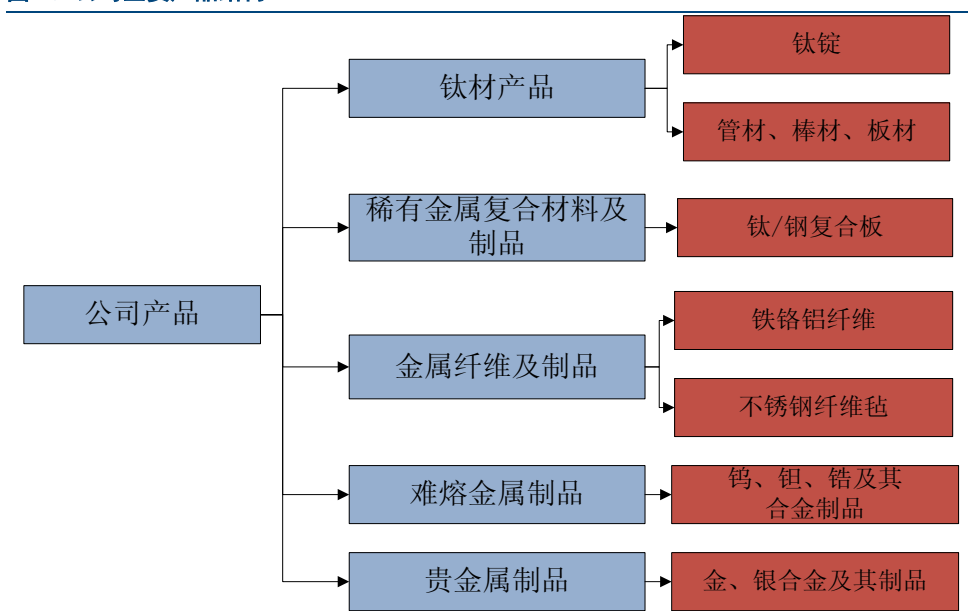 钛锭
钛材产品
管材、棒材、板材
稀有金属复合材料及
制品
钛/钢复合板
公司产品
铁铬铝纤维
金属纤维及制品
不锈钢纤维毡
难熔金属制品
钨、钽、锆及其
合金制品
贵金属制品
金、银合金及其制品